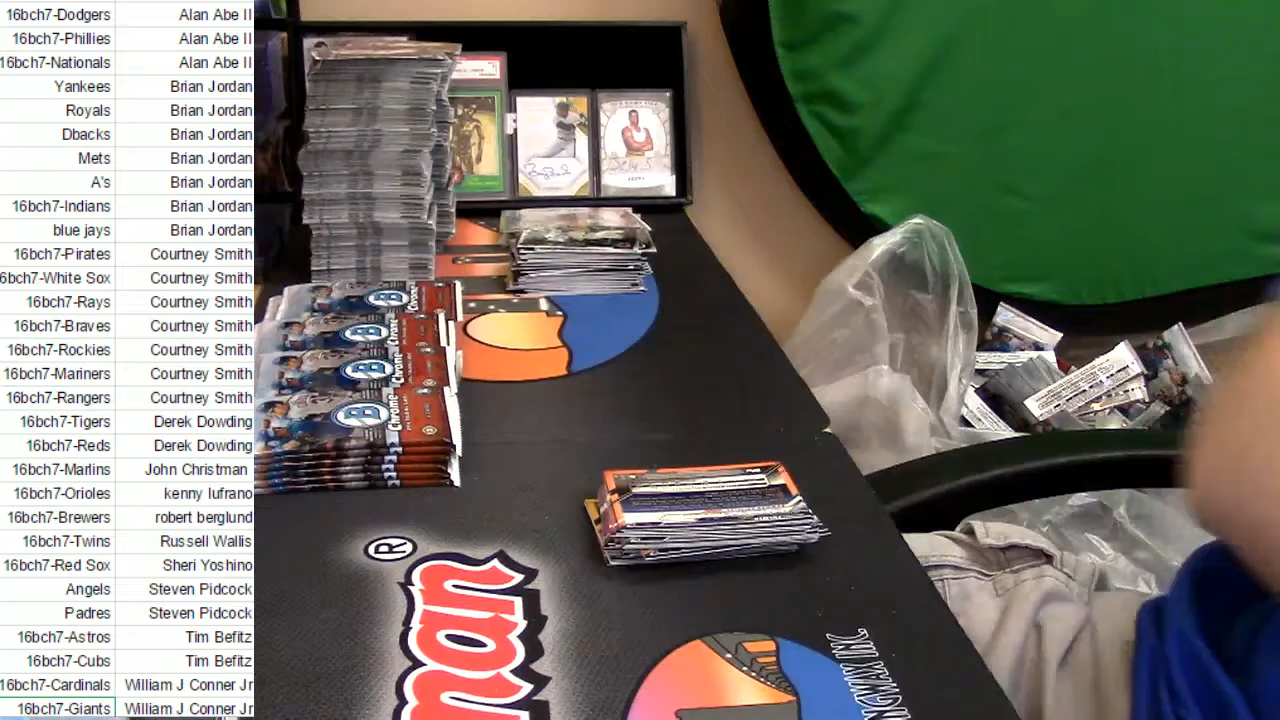 16bch7-Dodgers Alan Abe II
16bch7-Phillies Alan Abe II
16bch7-Nationals Alan Abe II
Yankees Brian Jordan
Royals Brian Jordan
Dbacks Brian Jordan
Mets Brian Jordan
A's Brian Jordan
16bch7-Indians Brian Jordan
blue jays Brian Jordan
16bch7-Pirates Courtney Smith
6bch7-White Sox Courtney Smith
16bch7-Rays Courtney Smith
16bch7-Braves Courtney Smith
16bch7-Rockies Courtney Smith
16bch7-Mariners Courtney Smith
16bch7-Rangers Courtney Smith
16bch7-Tigers Derek Dowding
16bch7-Reds Derek Dowding
16bch7-Marlins John Christman
16bch7-Orioles kenny lufrano
16bch7-Brewers robert berglund
16bch7-Twins Russell Wallis
16bch7-Red Sox Sheri Yoshino
Angels Steven Pidcock
Padres Steven Pidcock
16bch7-Astros Tim Befitz
16bch7-Cubs Tim Befitz
16bch7-Cardinals William J Conner Jr
16bch7-Giants William J Conner Jr
B Chrome
B Chrome
B Chrome
B Chrome
®
man
GWAX INC.